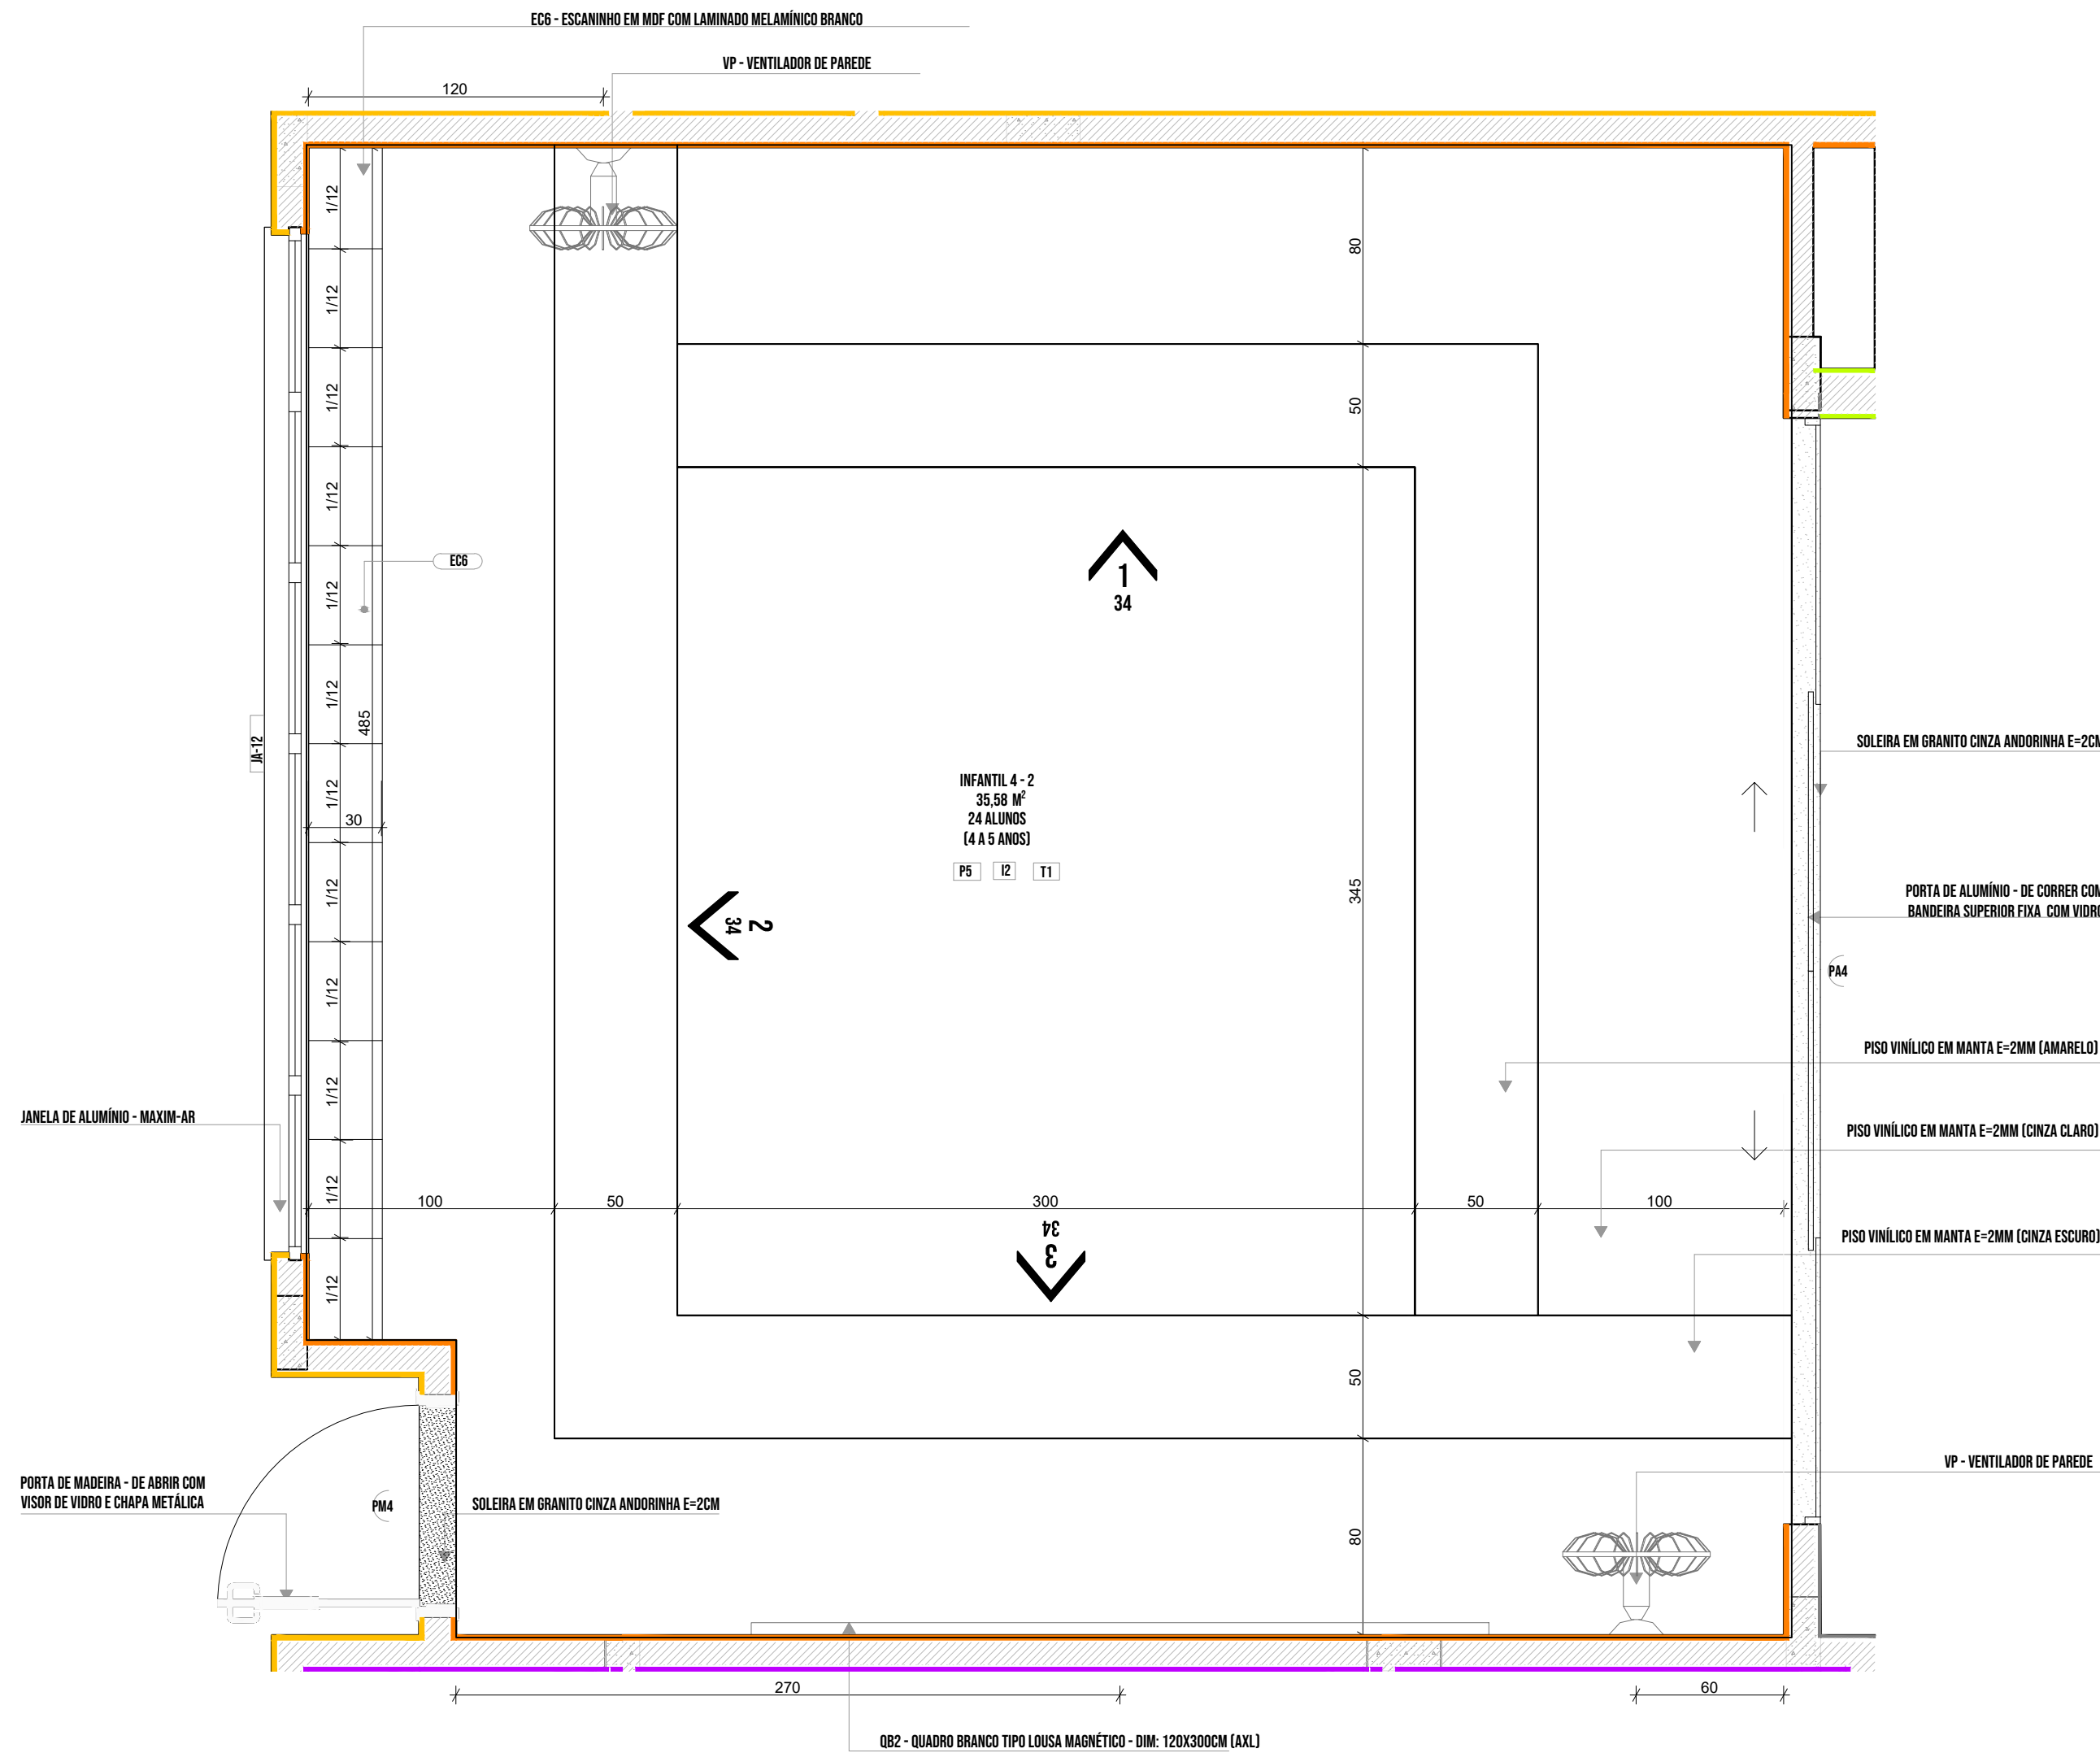 EC6 - ESCANINHO EM MDF COM LAMINADO MELAMÍNICO BRANCO
VP - VENTILADOR DE PAREDE
120
1/12
80
1/12
1/12
50
1/12
EC6
1/12
1
34
1/12
485
JA-12
SOLEIRA EM GRANITO CINZA ANDORINHA E=2CM
INFANTIL 4 - 2
35,58 M²
24 ALUNOS
(4 A 5 ANOS)
P5 I2 T1
1/12
30
1/12
345
PORTA DE ALUMÍNIO - DE CORRER COM
BANDEIRA SUPERIOR FIXA COM VIDRO
2
34
PA4
1/12
PISO VINÍLICO EM MANTA E=2MM (AMARELO)
1/12
JANELA DE ALUMÍNIO - MAXIM-AR
PISO VINÍLICO EM MANTA E=2MM (CINZA CLARO)
1/12
100 50 300 50 100
PISO VINÍLICO EM MANTA E=2MM (CINZA ESCURO)
3
34
1/12
50
VP - VENTILADOR DE PAREDE
PORTA DE MADEIRA - DE ABRIR COM
VISOR DE VIDRO E CHAPA METÁLICA
PM4
SOLEIRA EM GRANITO CINZA ANDORINHA E=2CM
80
270
60
QB2 - QUADRO BRANCO TIPO LOUSA MAGNÉTICO - DIM: 120X300CM (AXL)